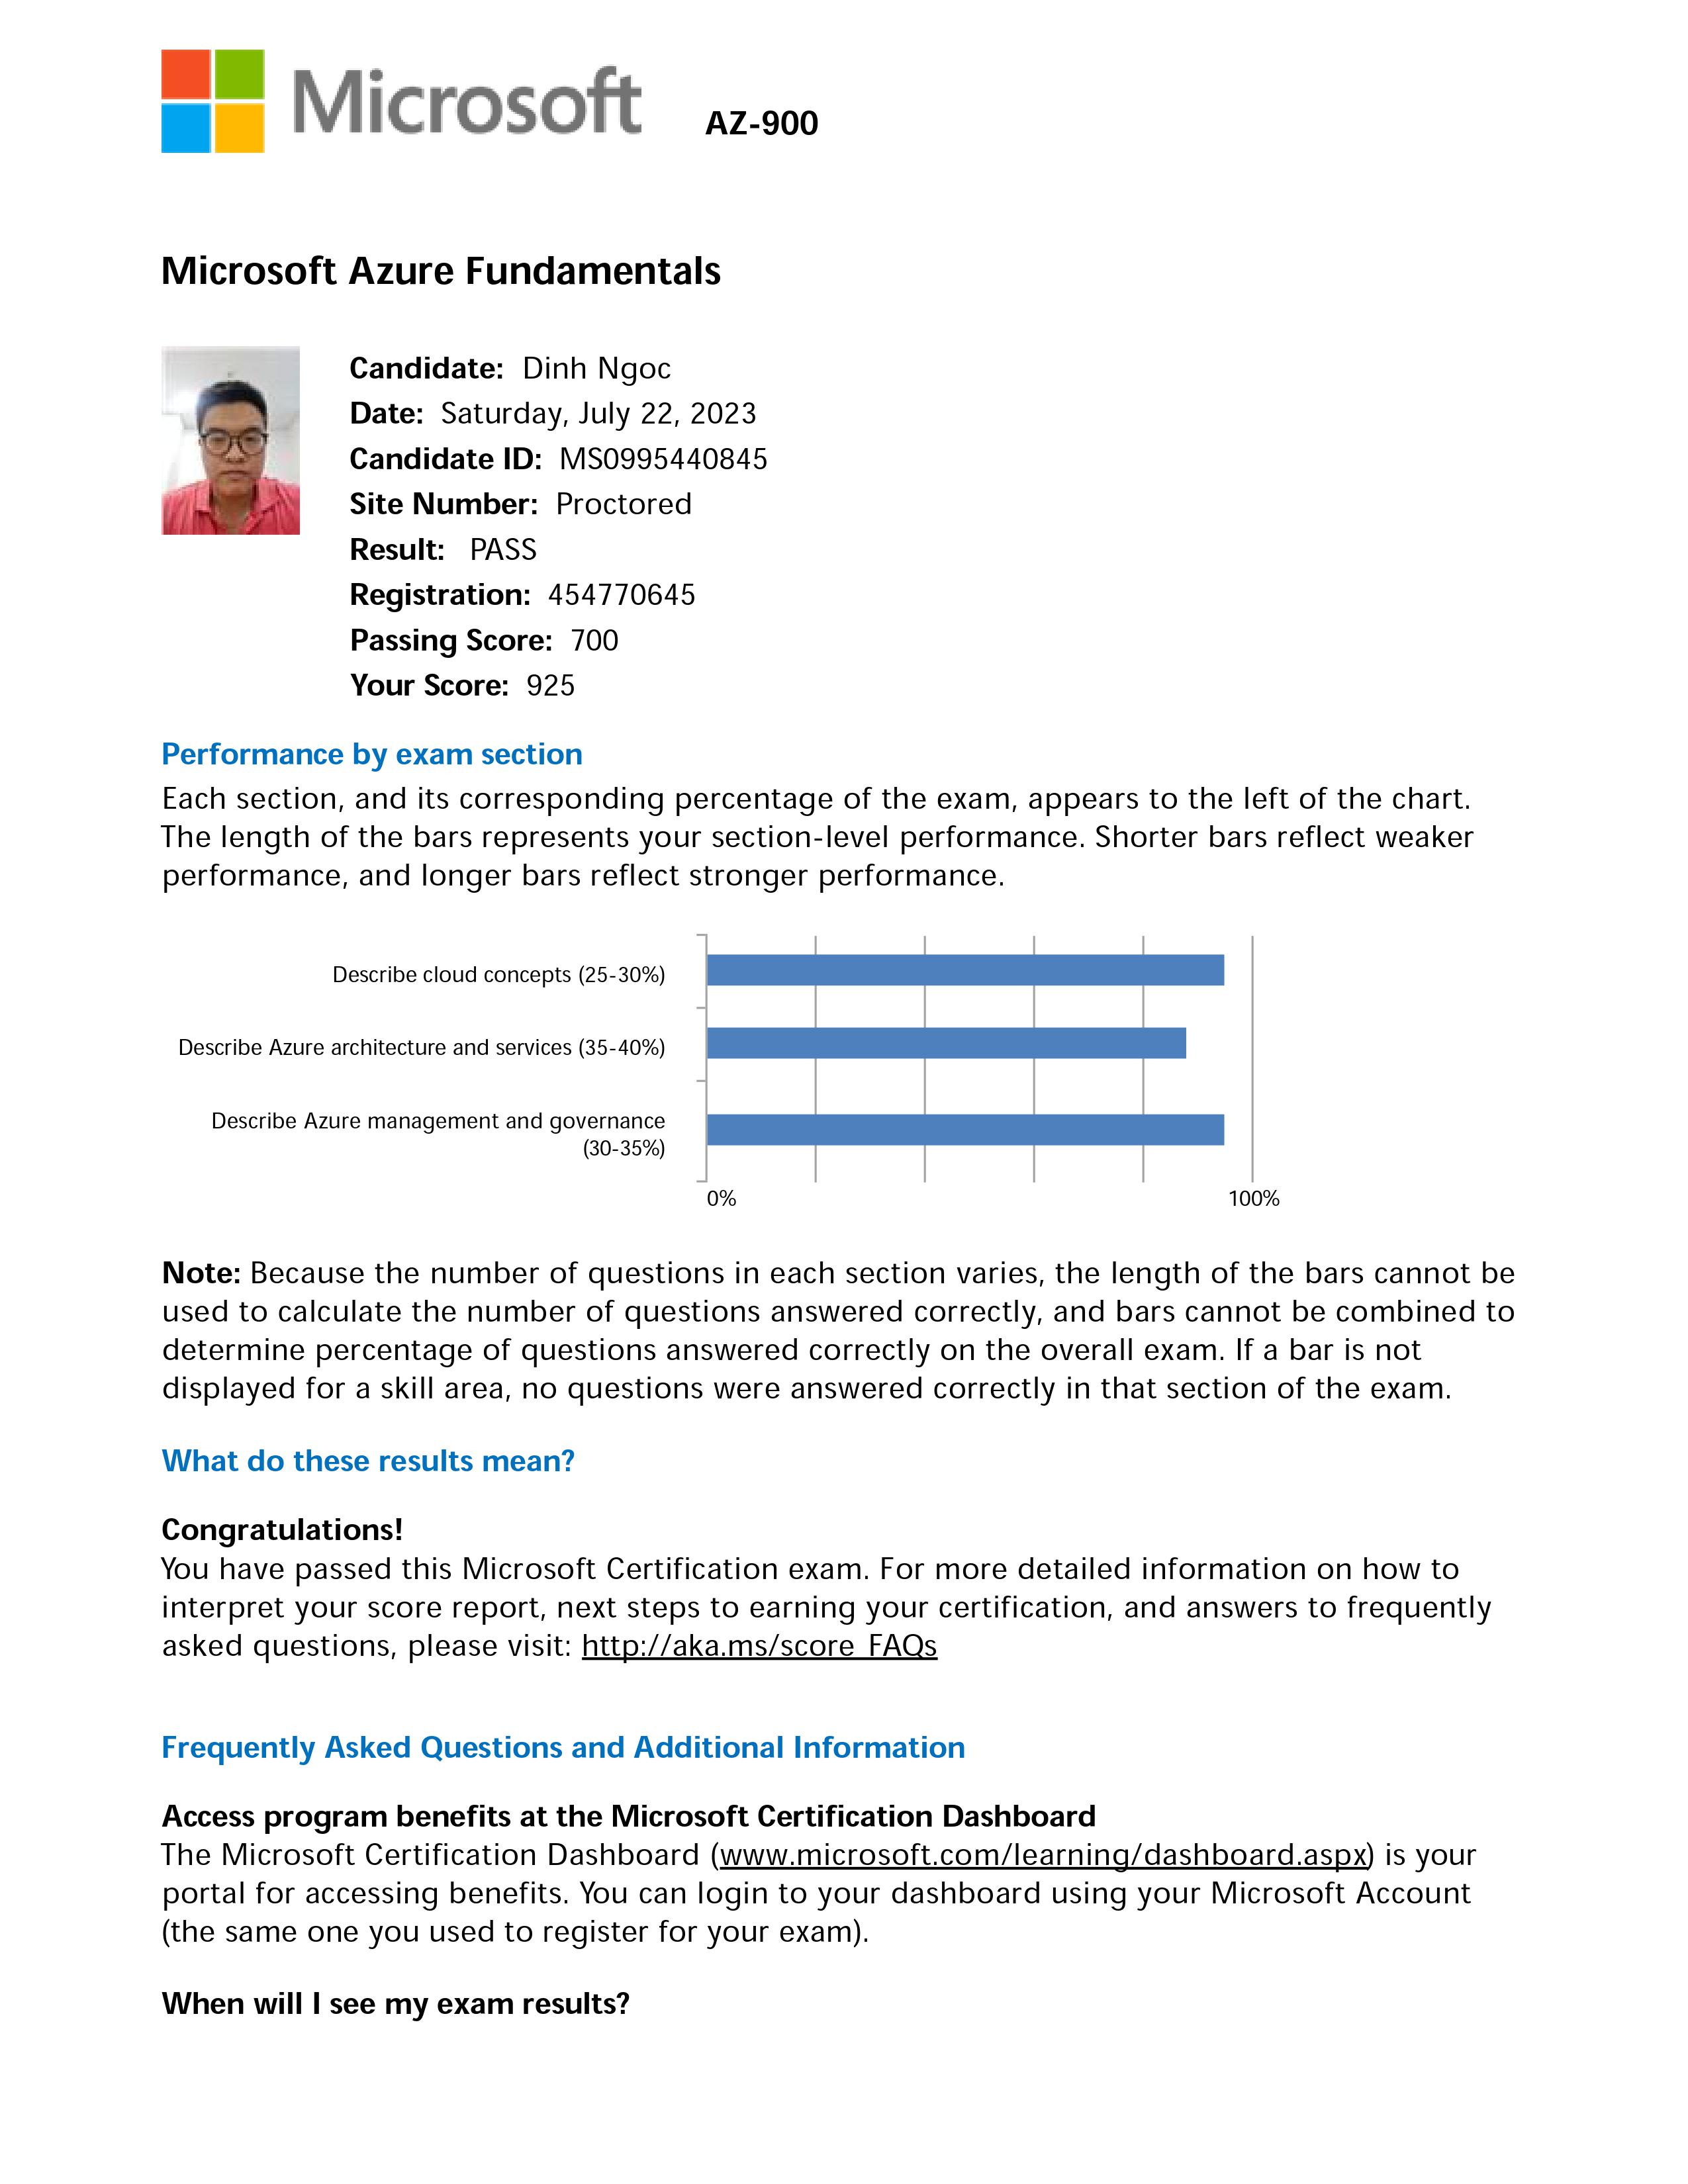 Microsoft AZ-900
Microsoft Azure Fundamentals
Candidate: Dinh Ngoc
Date: Saturday, July 22, 2023
Candidate ID: MS0995440845
Site Number: Proctored
Result: PASS
Registration: 454770645
Passing Score: 700
Your Score: 925
Performance by exam section
Each section, and its corresponding percentage of the exam, appears to the left of the chart.
The length of the bars represents your section-level performance. Shorter bars reflect weaker
performance, and longer bars reflect stronger performance.
Describe cloud concepts (25-30%)
Describe Azure architecture and services (35-40%)
Describe Azure management and governance
(30-35%)
0% 100%
Note: Because the number of questions in each section varies, the length of the bars cannot be
used to calculate the number of questions answered correctly, and bars cannot be combined to
determine percentage of questions answered correctly on the overall exam. If a bar is not
displayed for a skill area, no questions were answered correctly in that section of the exam.
What do these results mean?
Congratulations!
You have passed this Microsoft Certification exam. For more detailed information on how to
interpret your score report, next steps to earning your certification, and answers to frequently
asked questions, please visit: http://aka.ms/score_FAQs
Frequently Asked Questions and Additional Information
Access program benefits at the Microsoft Certification Dashboard
The Microsoft Certification Dashboard (www.microsoft.com/learning/dashboard.aspx) is your
portal for accessing benefits. You can login to your dashboard using your Microsoft Account
(the same one you used to register for your exam).
When will I see my exam results?